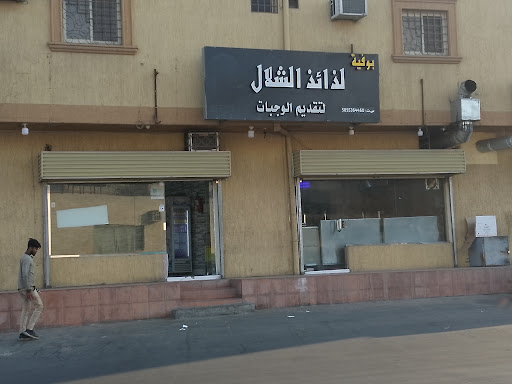 بوفية
لذائذ الشلال
لتقديم الوجبات